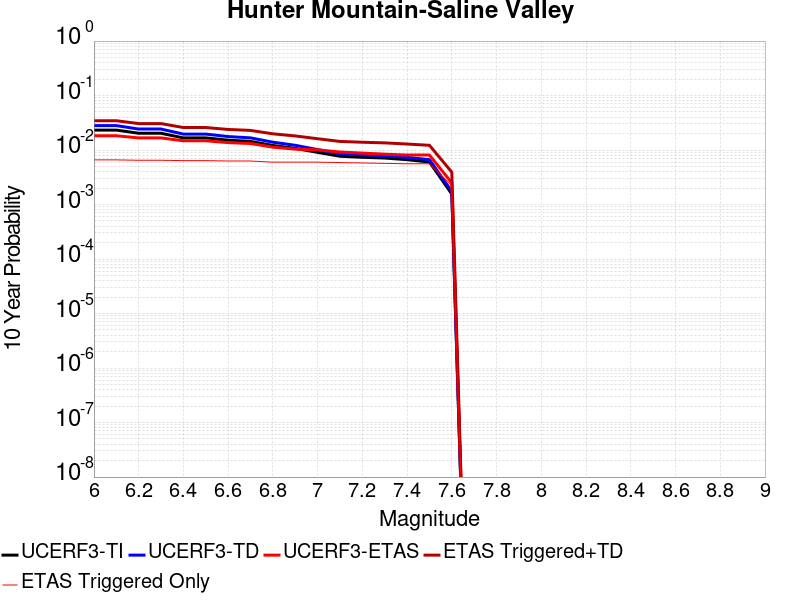 Hunter Mountain-Saline Valley
10 0
10 -1
10 -2
10 -3
10 -4
10 -5
10 -6
10 -7
10 -8
10 Year Probability
6 6.2 6.4 6.6 6.8 7 7.2 7.4 7.6 7.8 8 8.2 8.4 8.6 8.8 9
Magnitude
UCERF3-TI UCERF3-TD UCERF3-ETAS ETAS Triggered+TD
ETAS Triggered Only